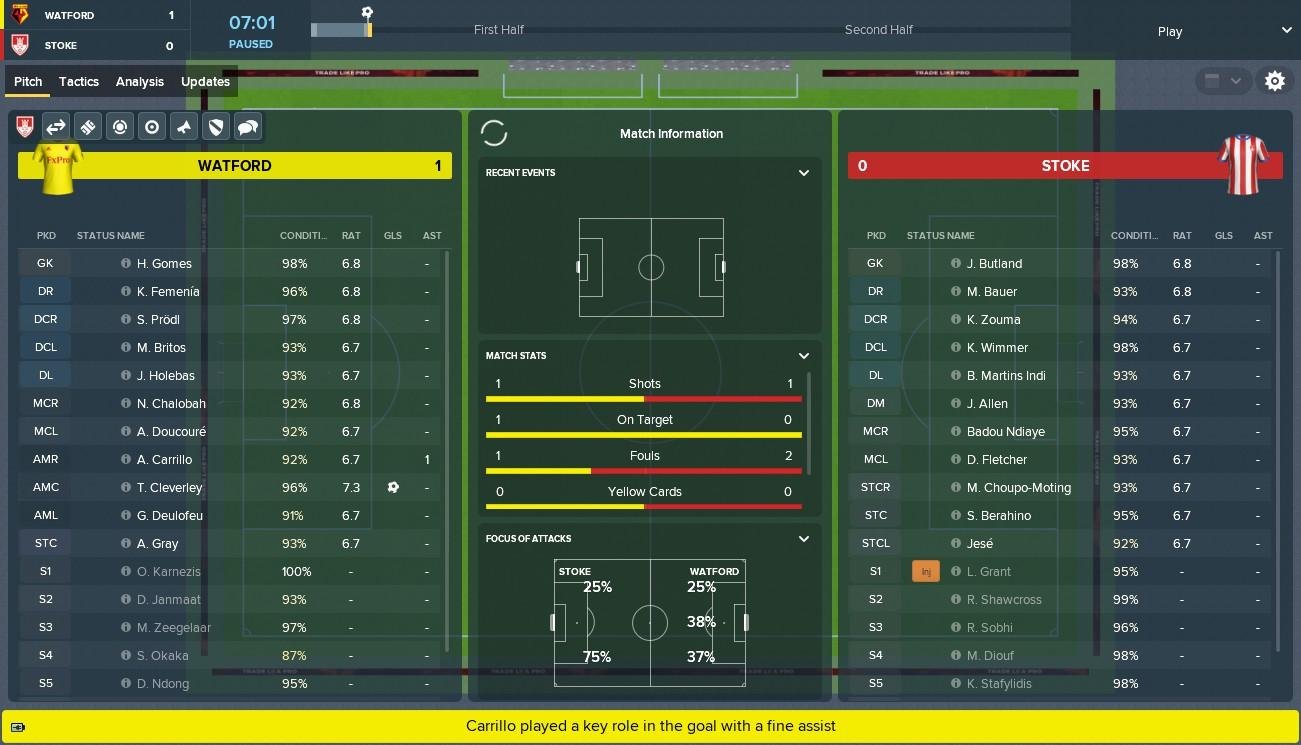 WATFORD 1
STOKE 0
07:01
PAUSED
First Half
Second Half
Play
Pitch Tactics Analysis Updates
TRADE LIKE PRO
TRADE LIKE PRO
FxPro
WATFORD 1
PKD STATUS NAME CONDITI... RAT GLS AST
GK H. Gomes 98% 6.8 -
DR K. Femenía 96% 6.8 -
DCR S. Prödl 97% 6.8 -
DCL M. Britos 93% 6.7 -
DL J. Holebas 93% 6.7 -
MCR N. Chalobah 92% 6.8 -
MCL A. Doucouré 92% 6.7 -
AMR A. Carrillo 92% 6.7 1
AMC T. Cleverley 96% 7.3 -
AML G. Deulofeu 91% 6.7 -
STC A. Gray 93% 6.7 -
S1 O. Karnezis 100% - -
S2 D. Janmaat 93% - -
S3 M. Zeegelaar 97% - -
S4 S. Okaka 87% - -
S5 D. Ndong 95% - -
Match Information
RECENT EVENTS
MATCH STATS
1 Shots 1
1 On Target 0
1 Fouls 2
0 Yellow Cards 0
FOCUS OF ATTACKS
STOKE WATFORD
25% 25%
38%
75% 37%
0 STOKE
PKD STATUS NAME CONDITI... RAT GLS AST
GK J. Butland 98% 6.8 -
DR M. Bauer 93% 6.8 -
DCR K. Zouma 94% 6.7 -
DCL K. Wimmer 98% 6.7 -
DL B. Martins Indi 93% 6.7 -
DM J. Allen 93% 6.7 -
MCR Badou Ndiaye 95% 6.7 -
MCL D. Fletcher 93% 6.7 -
STCR M. Choupo-Moting 93% 6.7 -
STC S. Berahino 95% 6.7 -
STCL Jesé 92% 6.7 -
S1 Inj L. Grant 95% - -
S2 R. Shawcross 99% - -
S3 R. Sobhi 96% - -
S4 M. Diouf 98% - -
S5 K. Stafylidis 98% - -
Carrillo played a key role in the goal with a fine assist